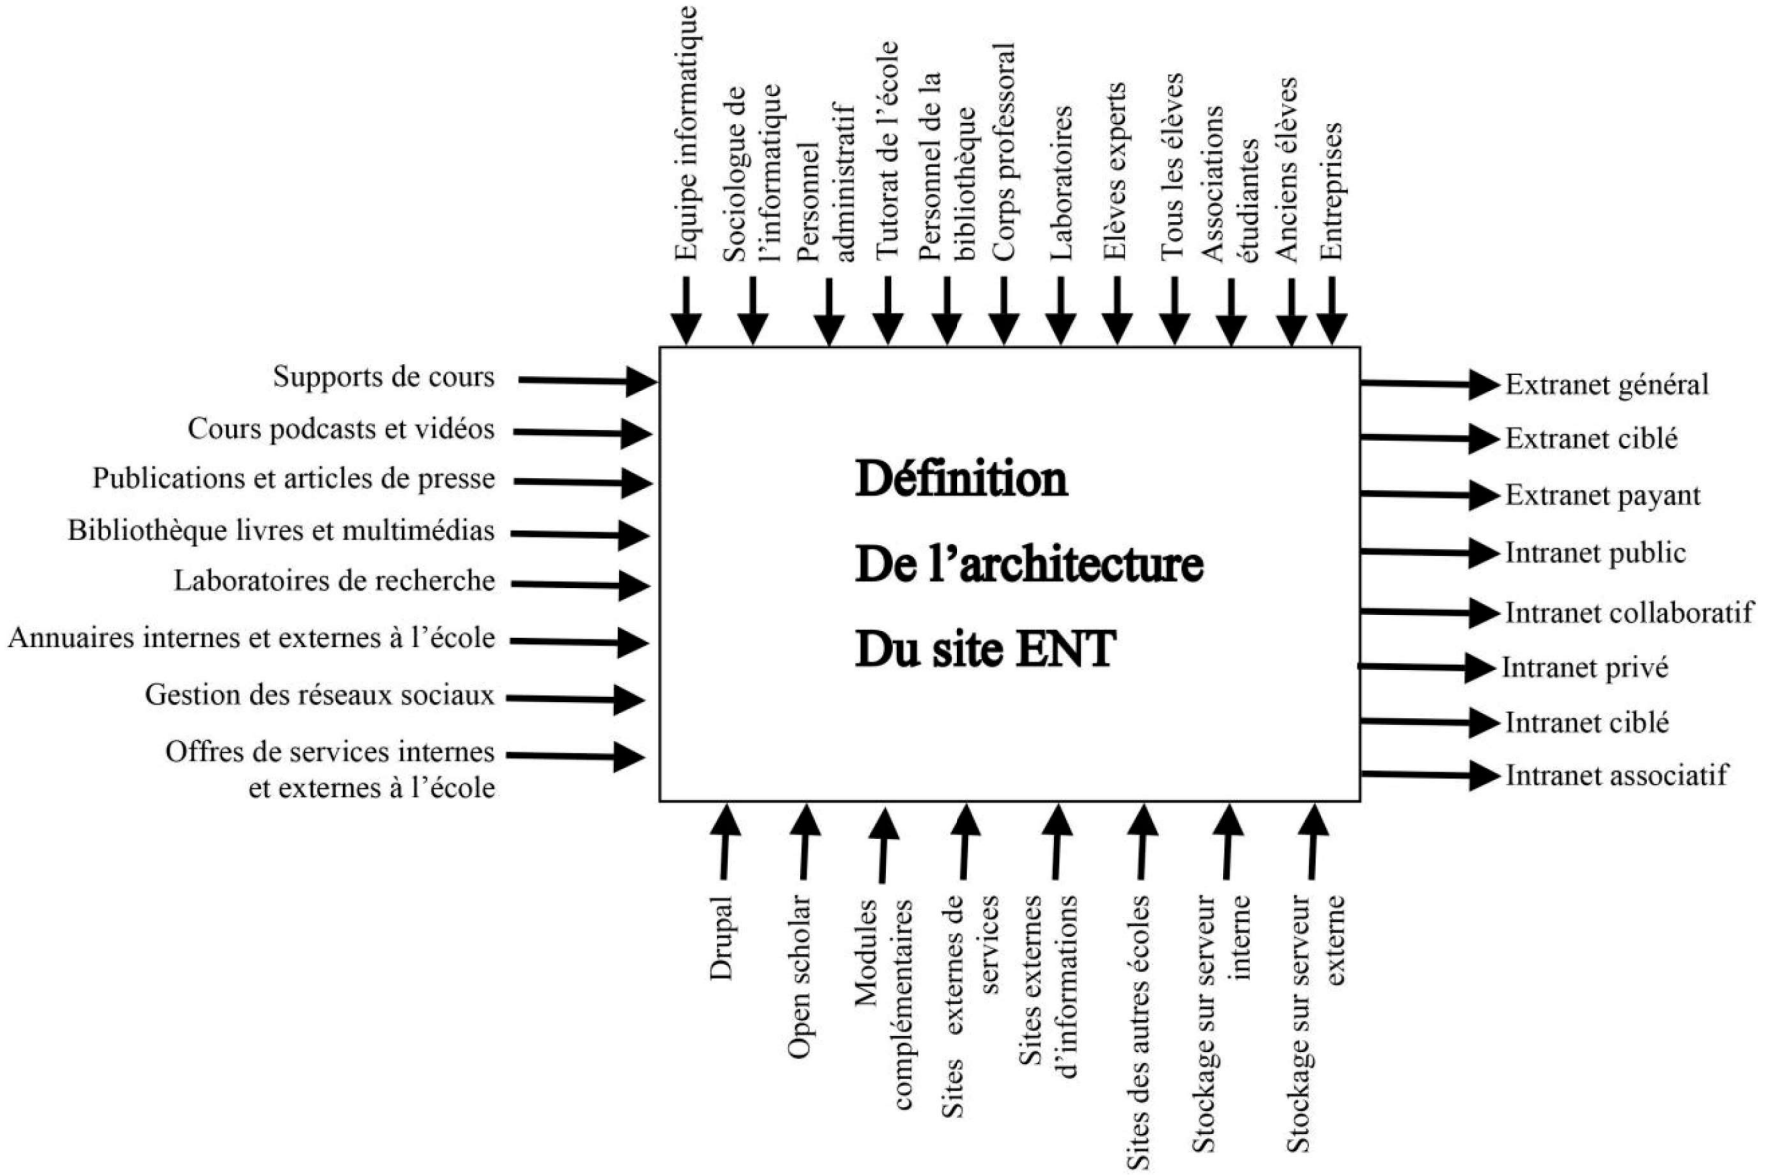 Equipe informatique
Sociologue de
l’informatique
Personnel
administratif
Tutorat de l’école
Personnel de la
bibliothèque
Corps professoral
Laboratoires
Elèves experts
Tous les élèves
Associations
étudiantes
Anciens élèves
Entreprises
Supports de cours
Cours podcasts et vidéos
Publications et articles de presse
Bibliothèque livres et multimédias
Laboratoires de recherche
Annuaires internes et externes à l’école
Gestion des réseaux sociaux
Offres de services internes
et externes à l’école
Définition
De l’architecture
Du site ENT
Extranet général
Extranet ciblé
Extranet payant
Intranet public
Intranet collaboratif
Intranet privé
Intranet ciblé
Intranet associatif
Drupal
Open scholar
Modules
complémentaires
Sites externes de
services
Sites externes
d’informations
Sites des autres écoles
Stockage sur serveur
interne
Stockage sur serveur
externe